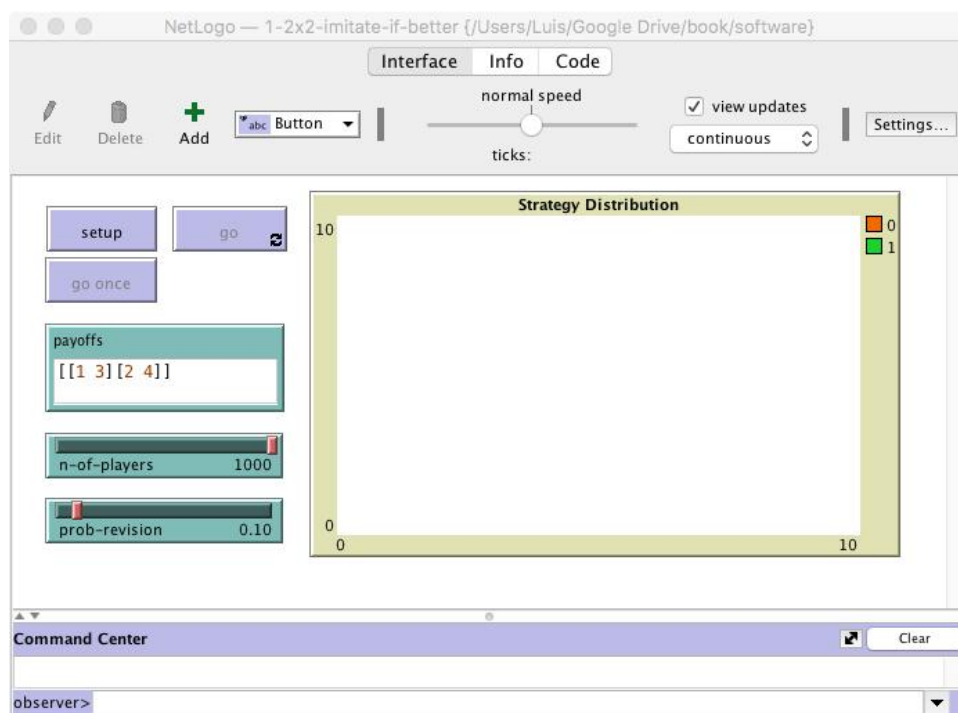 NetLogo — 1-2x2-imitate-if-better {/Users/Luis/Google Drive/book/software}
Interface Info Code
normal speed
view updates
Edit Delete Add abc Button continuous Settings...
ticks:
Strategy Distribution
setup go 10 0
1
go once
payoffs
[[1 3][2 4]]
n-of-players 1000
prob-revision 0.10 0
0 10
Command Center Clear
observer>